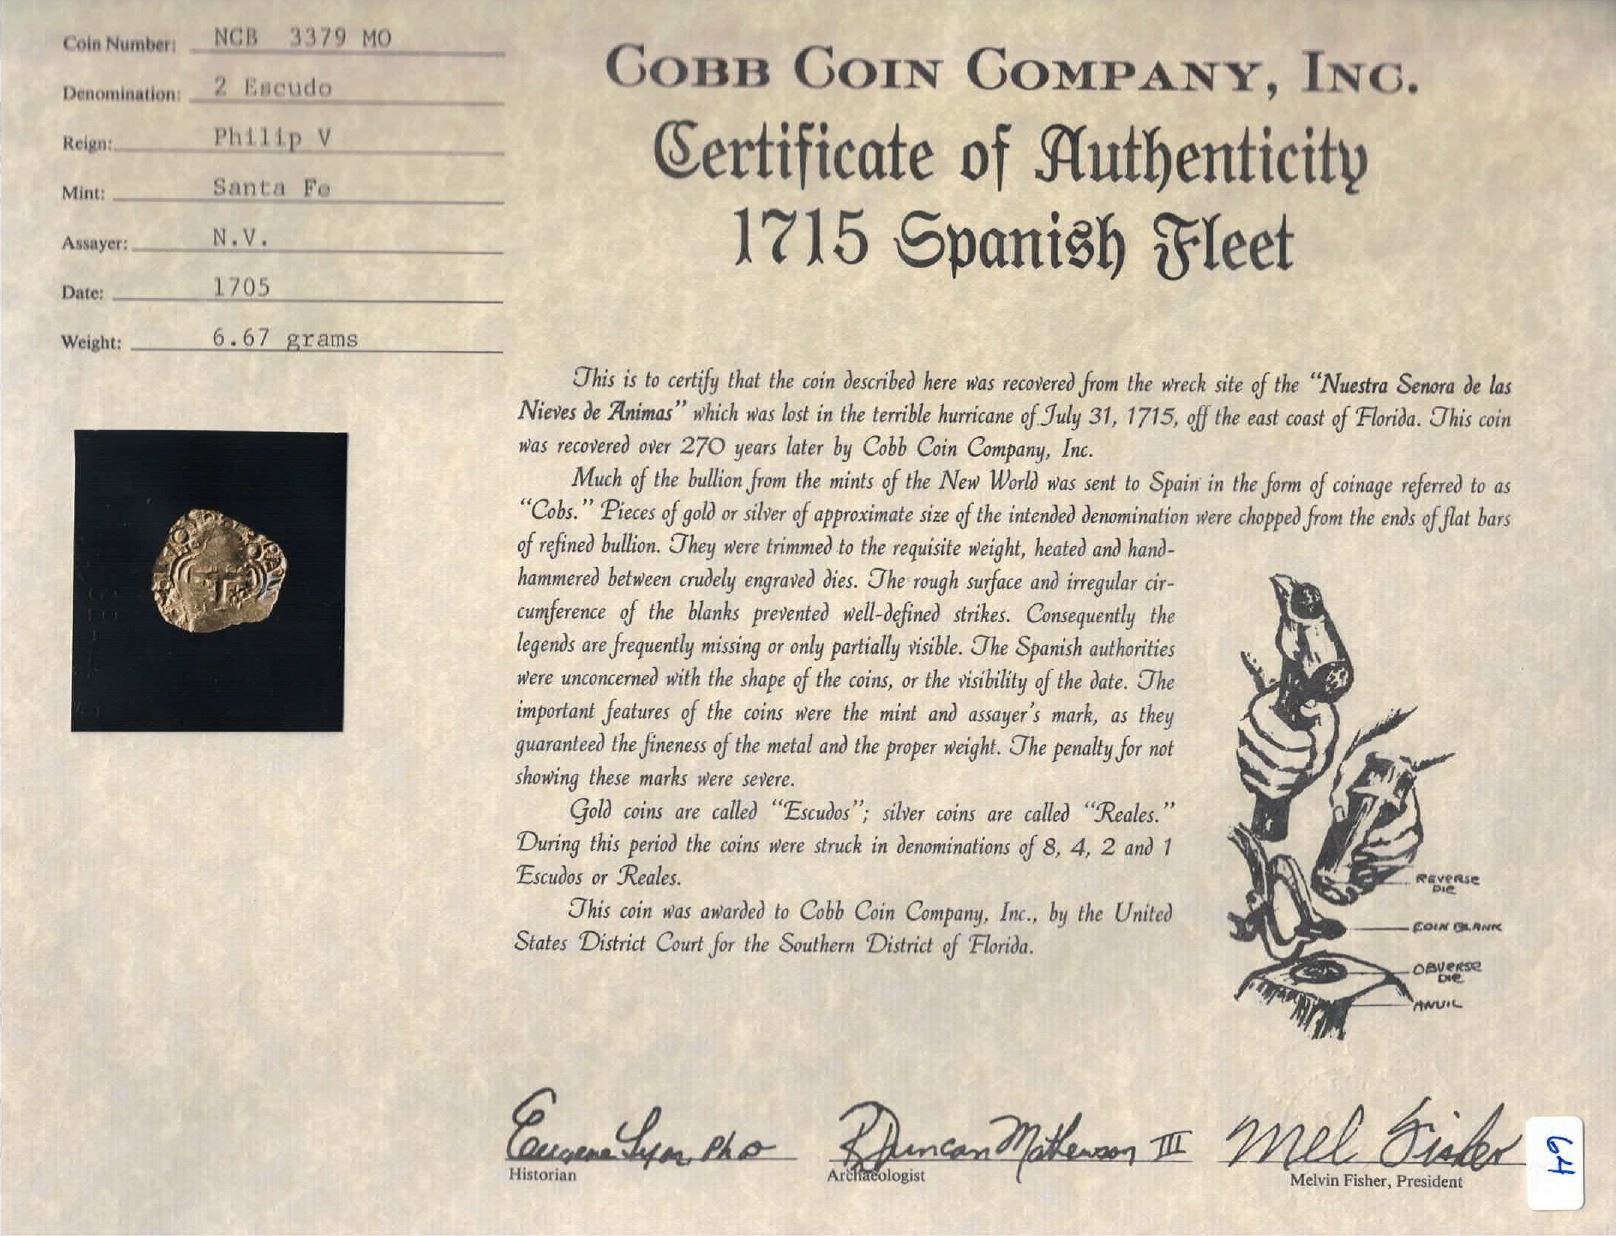 Coin Number: NCB 3379 MO
Denomination: 2 Escudo
Reign: Philip V
Mint: Santa Fe
Assayer: N.V.
Date: 1705
Weight: 6.67 grams
COBB COIN COMPANY, INC.
Certificate of Authenticity
1715 Spanish Fleet
This is to certify that the coin described here was recovered from the wreck site of the "Nuestra Senora de las
Nieves de Animas" which was lost in the terrible hurricane of July 31, 1715, off the east coast of Florida. This coin
was recovered over 270 years later by Cobb Coin Company, Inc.
Much of the bullion from the mints of the New World was sent to Spain in the form of coinage referred to as
"Cobs." Pieces of gold or silver of approximate size of the intended denomination were chopped from the ends of flat bars
of refined bullion. They were trimmed to the requisite weight, heated and hand-
hammered between crudely engraved dies. The rough surface and irregular cir-
cumference of the blanks prevented well-defined strikes. Consequently the
legends are frequently missing or only partially visible. The Spanish authorities
were unconcerned with the shape of the coins, or the visibility of the date. The
important features of the coins were the mint and assayer's mark, as they
guaranteed the fineness of the metal and the proper weight. The penalty for not
showing these marks were severe.
Gold coins are called "Escudos"; silver coins are called "Reales."
During this period the coins were struck in denominations of 8, 4, 2 and 1
Escudos or Reales.
This coin was awarded to Cobb Coin Company, Inc., by the United
States District Court for the Southern District of Florida.
REVERSE
DIE
COIN BLANK
OBVERSE
DIE
ANVIL
Eugene Lyon PhD
Historian
R Duncan Mathewson III
Archaeologist
Mel Fisher
Melvin Fisher, President
64